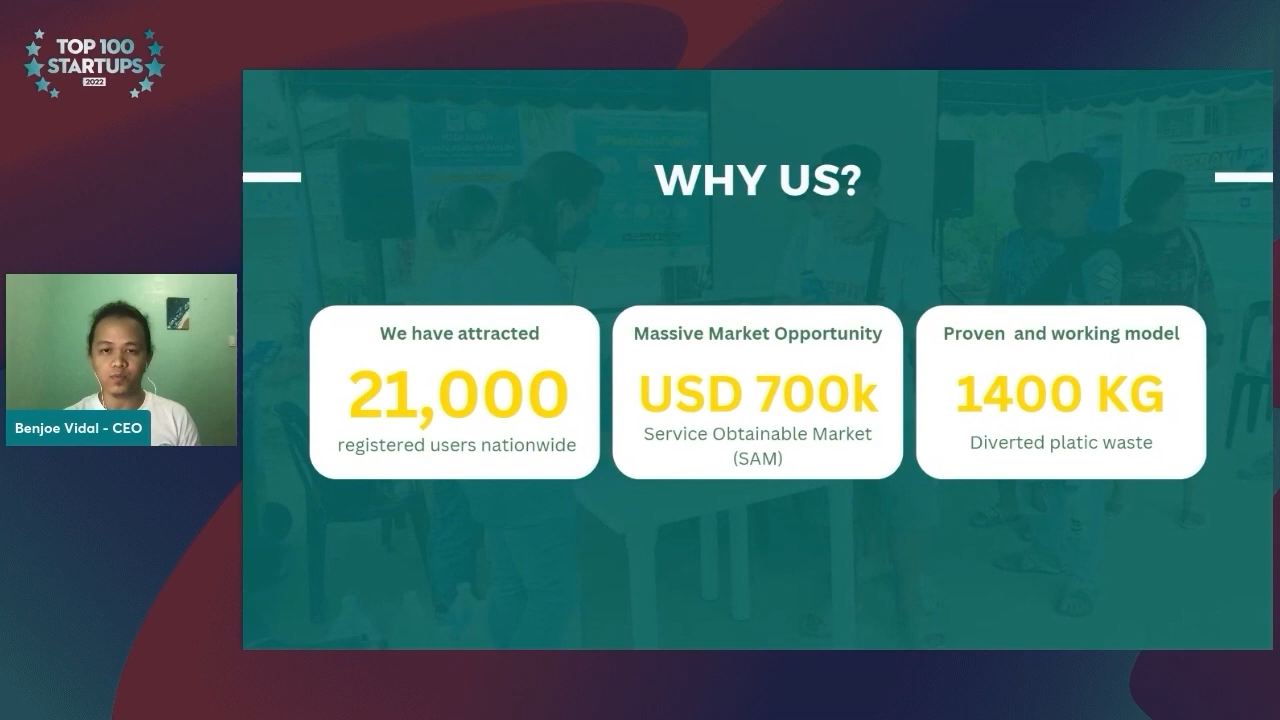 TOP 100
STARTUPS
2022
WHY US?
We have attracted
21,000
registered users nationwide
Massive Market Opportunity
USD 700k
Service Obtainable Market
(SAM)
Proven and working model
1400 KG
Diverted platic waste
Benjoe Vidal - CEO